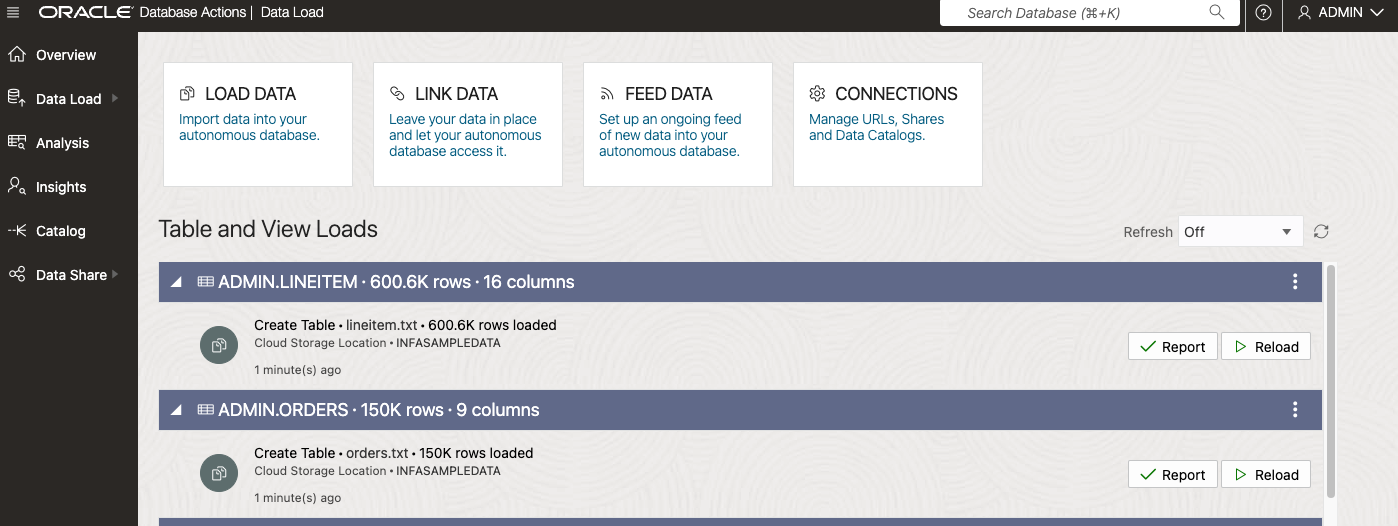 ORACLE Database Actions | Data Load
Search Database (⌘+K)
ADMIN
Overview
Data Load
Analysis
Insights
Catalog
Data Share
LOAD DATA
Import data into your
autonomous database.
LINK DATA
Leave your data in place
and let your autonomous
database access it.
FEED DATA
Set up an ongoing feed
of new data into your
autonomous database.
CONNECTIONS
Manage URLs, Shares
and Data Catalogs.
Table and View Loads
Refresh Off
ADMIN.LINEITEM · 600.6K rows · 16 columns
Create Table • lineitem.txt • 600.6K rows loaded
Cloud Storage Location • INFASAMPLEDATA
1 minute(s) ago
Report Reload
ADMIN.ORDERS · 150K rows · 9 columns
Create Table • orders.txt • 150K rows loaded
Cloud Storage Location • INFASAMPLEDATA
1 minute(s) ago
Report Reload